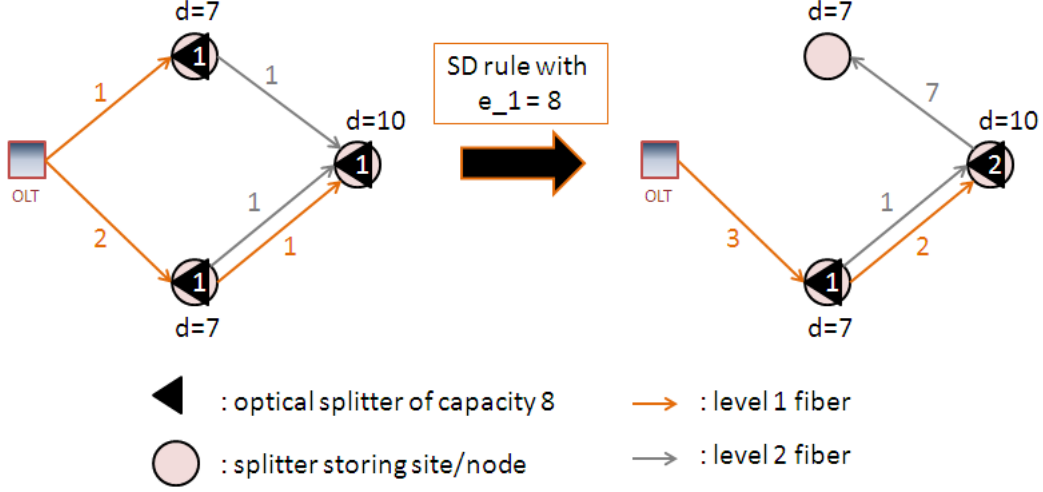 d=7
d=7
1
1
1
SD rule with
e_1 = 8
7
d=10
d=10
1
2
OLT
OLT
1
1
2
1
3
2
1
1
d=7
d=7
: optical splitter of capacity 8
: level 1 fiber
: splitter storing site/node
: level 2 fiber